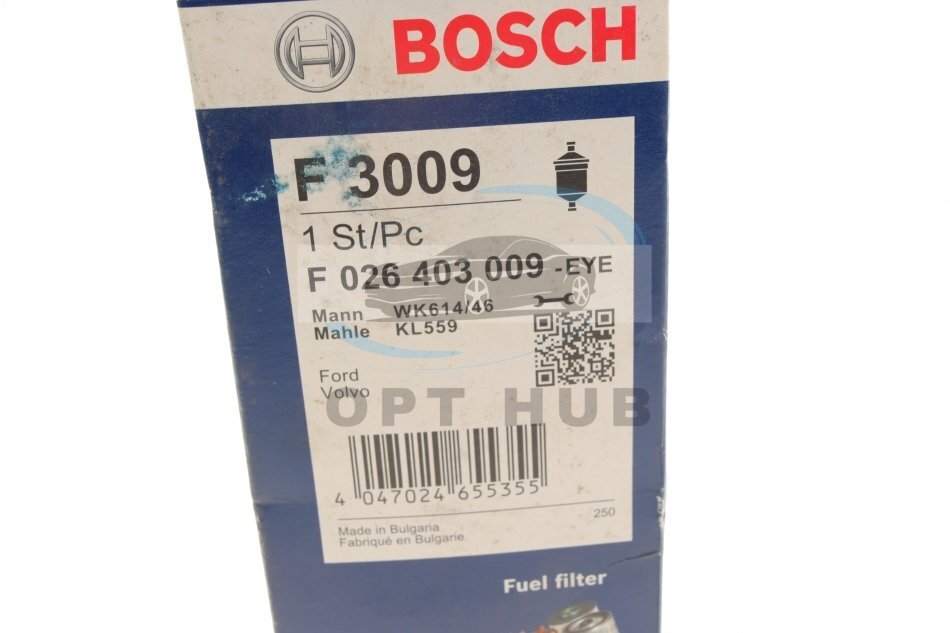 BOSCH
F 3009
1 St/Pc
F 026 403 009 -EYE
Mann WK614/46
Mahle KL559
Ford
Volvo
OPT HUB
4 047024 655355
250
Made in Bulgaria
Fabriqué en Bulgarie
Fuel filter